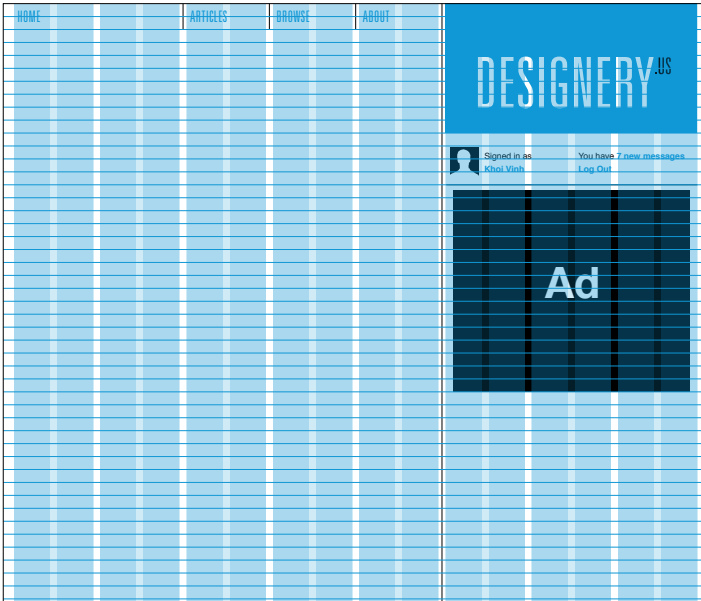 HOME
ARTICLES
BROWSE
ABOUT
DESIGNERY.US
Signed in as
Khoi Vinh
You have 7 new messages
Log Out
Ad